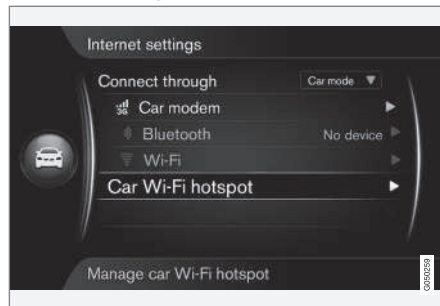 Internet settings
Connect through Car mode
3G Car modem
Bluetooth No device
Wi-Fi
Car Wi-Fi hotspot
Manage car Wi-Fi hotspot
G050259